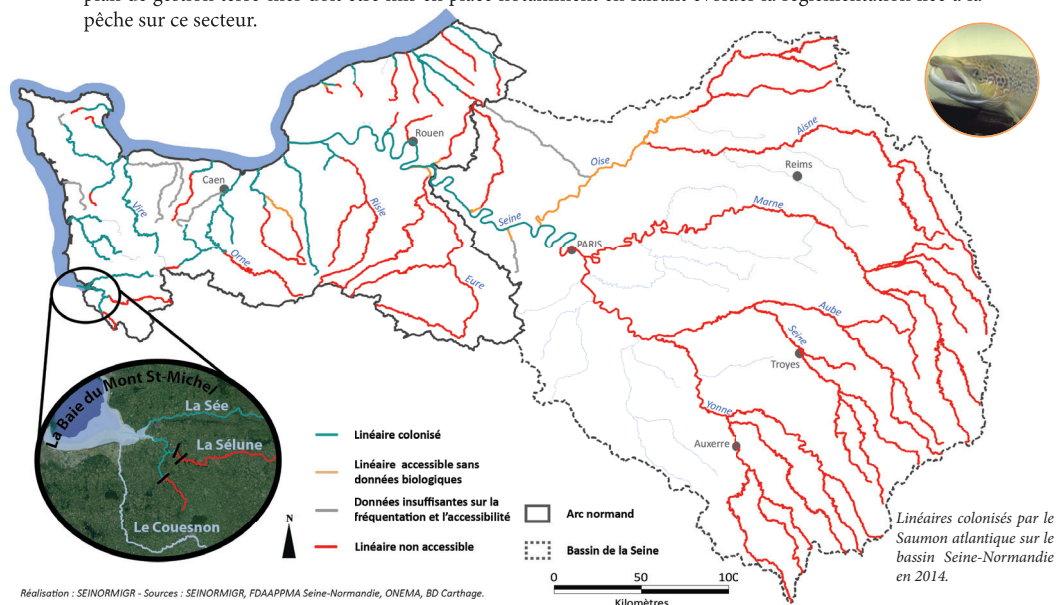 pêche sur ce secteur.
Rouen
Caen
Vire
Orne
Risle
Eure
Seine
Oise
Aisne
Reims
Marne
PARIS
Aube
Seine
Troyes
Yonne
Auxerre
La Baie du Mont St-Michel
La Sée
La Sélune
Le Couesnon
Linéaire colonisé
Linéaire accessible sans
données biologiques
Données insuffisantes sur la
fréquentation et l'accessibilité
Linéaire non accessible
N
Arc normand
Bassin de la Seine
0 50 100
Kilomètres
Linéaires colonisés par le
Saumon atlantique sur le
bassin Seine-Normandie
en 2014.
Réalisation : SEINORMIGR - Sources : SEINORMIGR, FDAAPPMA Seine-Normandie, ONEMA, BD Carthage.